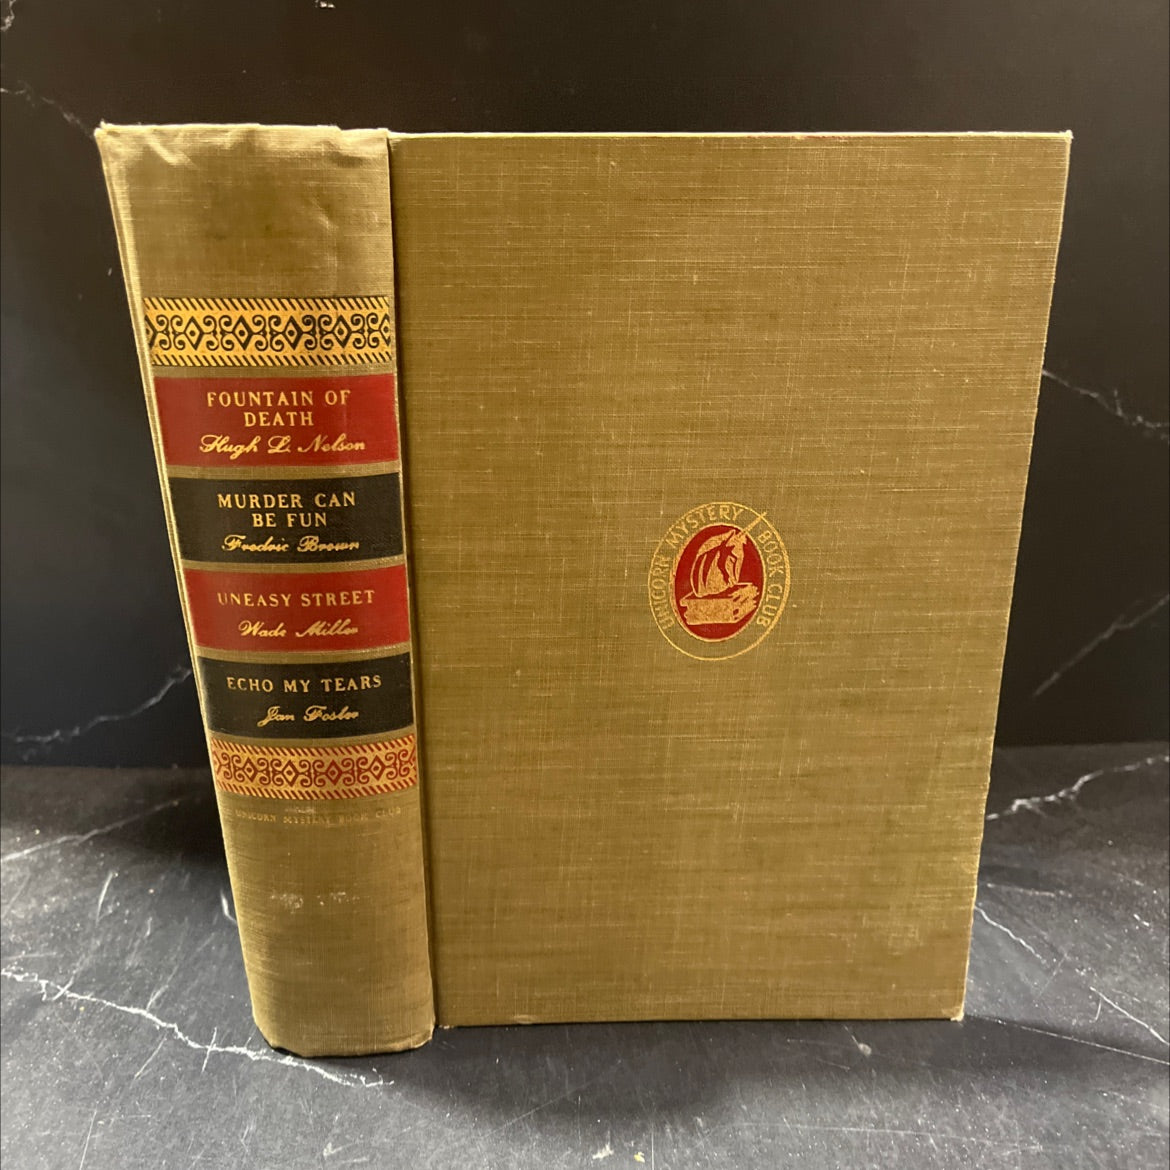 FOUNTAIN OF
DEATH
Hugh L. Nelson
MURDER CAN
BE FUN
Fredric Brown
UNEASY STREET
Wade Miller
ECHO MY TEARS
Jan Foster
UNICORN MYSTERY BOOK CLUB
UNICORN MYSTERY BOOK CLUB